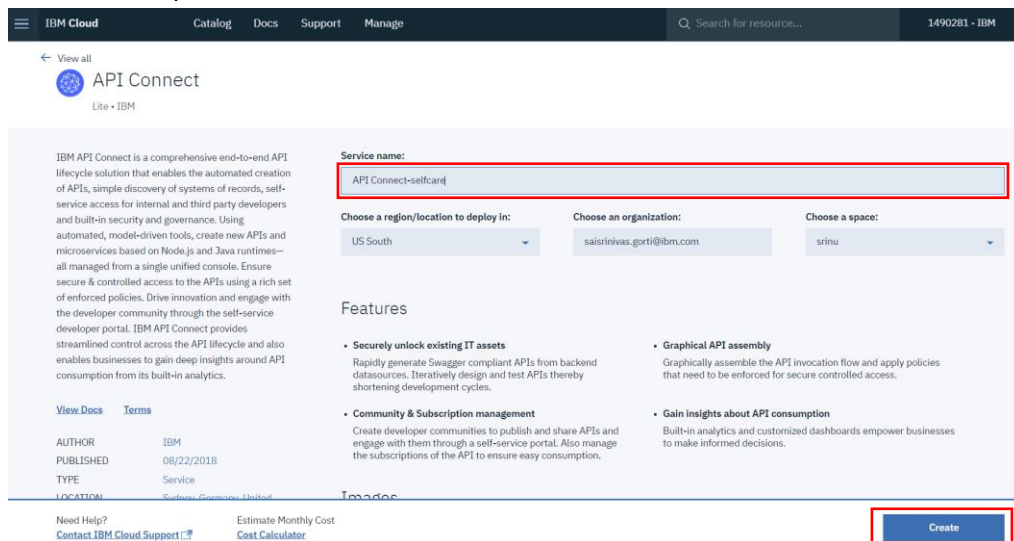 IBM Cloud Catalog Docs Support Manage Search for resource... 1490281 - IBM
← View all
API Connect
Lite • IBM
IBM API Connect is a comprehensive end-to-end API
lifecycle solution that enables the automated creation
of APIs, simple discovery of systems of records, self-
service access for internal and third party developers
and built-in security and governance. Using
automated, model-driven tools, create new APIs and
microservices based on Node.js and Java runtimes—
all managed from a single unified console. Ensure
secure & controlled access to the APIs using a rich set
of enforced policies. Drive innovation and engage with
the developer community through the self-service
developer portal. IBM API Connect provides
streamlined control across the API lifecycle and also
enables businesses to gain deep insights around API
consumption from its built-in analytics.
View Docs Terms
AUTHOR IBM
PUBLISHED 08/22/2018
TYPE Service
LOCATION Sydney, Germany, United
Service name:
API Connect-selfcare
Choose a region/location to deploy in: Choose an organization: Choose a space:
US South saisrinivas.gorti@ibm.com srinu
Features
• Securely unlock existing IT assets
Rapidly generate Swagger compliant APIs from backend
datasources. Iteratively design and test APIs thereby
shortening development cycles.
• Graphical API assembly
Graphically assemble the API invocation flow and apply policies
that need to be enforced for secure controlled access.
• Community & Subscription management
Create developer communities to publish and share APIs and
engage with them through a self-service portal. Also manage
the subscriptions of the API to ensure easy consumption.
• Gain insights about API consumption
Built-in analytics and customized dashboards empower businesses
to make informed decisions.
Images
Need Help? Estimate Monthly Cost
Contact IBM Cloud Support Cost Calculator
Create